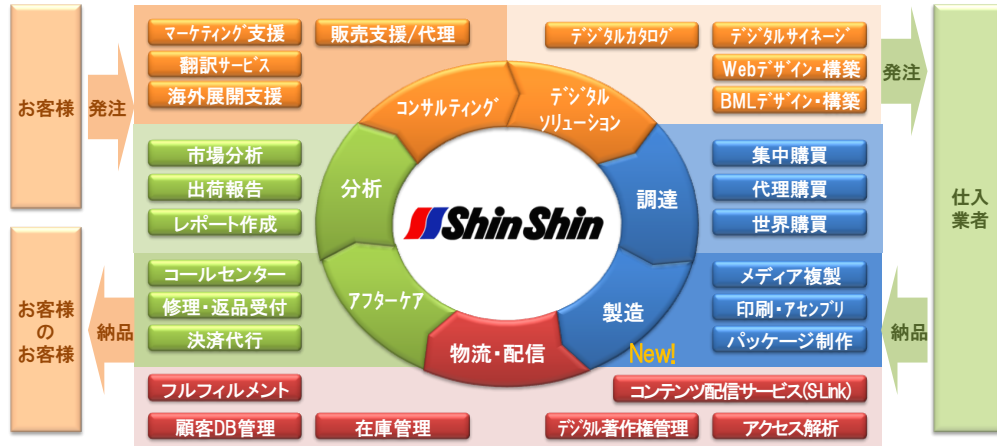 お客様
発注
マーケティング支援
販売支援/代理
翻訳サービス
海外展開支援
デジタルカタログ
デジタルサイネージ
Webデザイン・構築
BMLデザイン・構築
発注
仕入
業者
コンサルティング
デジタル
ソリューション
市場分析
出荷報告
レポート作成
分析
調達
集中購買
代理購買
世界購買
ShinShin
お客様
の
お客様
納品
コールセンター
修理・返品受付
決済代行
アフターケア
製造
メディア複製
印刷・アセンブリ
パッケージ制作
納品
物流・配信
New!
フルフィルメント
コンテンツ配信サービス(S-Link)
顧客DB管理
在庫管理
デジタル著作権管理
アクセス解析